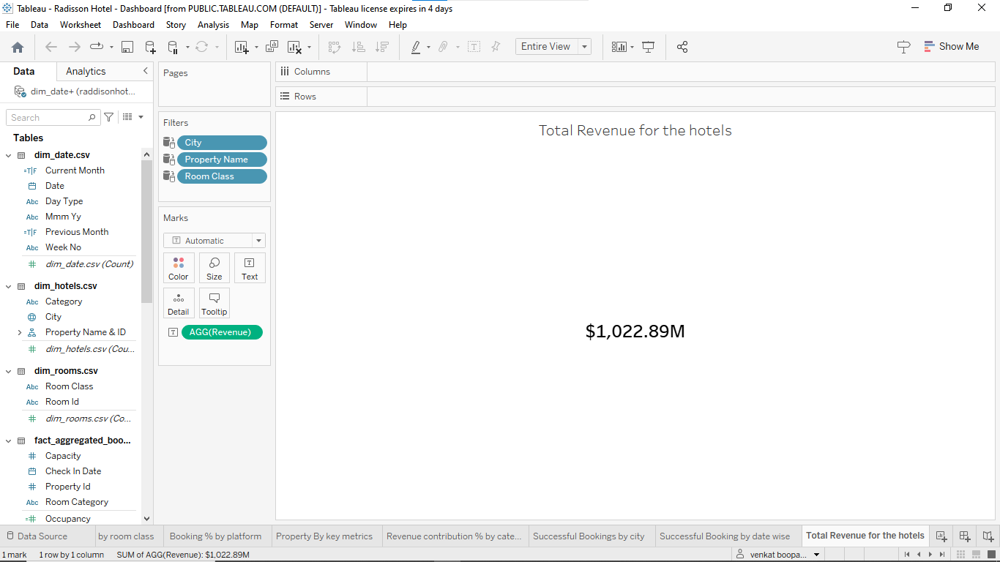 Tableau - Radisson Hotel - Dashboard [from PUBLIC.TABLEAU.COM (DEFAULT)] - Tableau license expires in 4 days
File Data Worksheet Dashboard Story Analysis Map Format Server Window Help
Entire View
Show Me
Data Analytics
dim_date+ (raddisonhot...
Search
Tables
dim_date.csv
=T|F Current Month
Date
Abc Day Type
Abc Mmm Yy
=T|F Previous Month
Abc Week No
# dim_date.csv (Count)
dim_hotels.csv
Abc Category
City
Property Name & ID
# dim_hotels.csv (Cou...
dim_rooms.csv
Abc Room Class
Abc Room Id
# dim_rooms.csv (Co...
fact_aggregated_boo...
# Capacity
Check In Date
# Property Id
Abc Room Category
=# Occupancy
Pages
Filters
City
Property Name
Room Class
Marks
T Automatic
Color Size T Text
Detail Tooltip
T AGG(Revenue)
Columns
Rows
Total Revenue for the hotels
$1,022.89M
Data Source by room class Booking % by platform Property By key metrics Revenue contribution % by cate... Successful Bookings by city Successful Booking by date wise Total Revenue for the hotels
1 mark 1 row by 1 column SUM of AGG(Revenue): $1,022.89M venkat boopa...